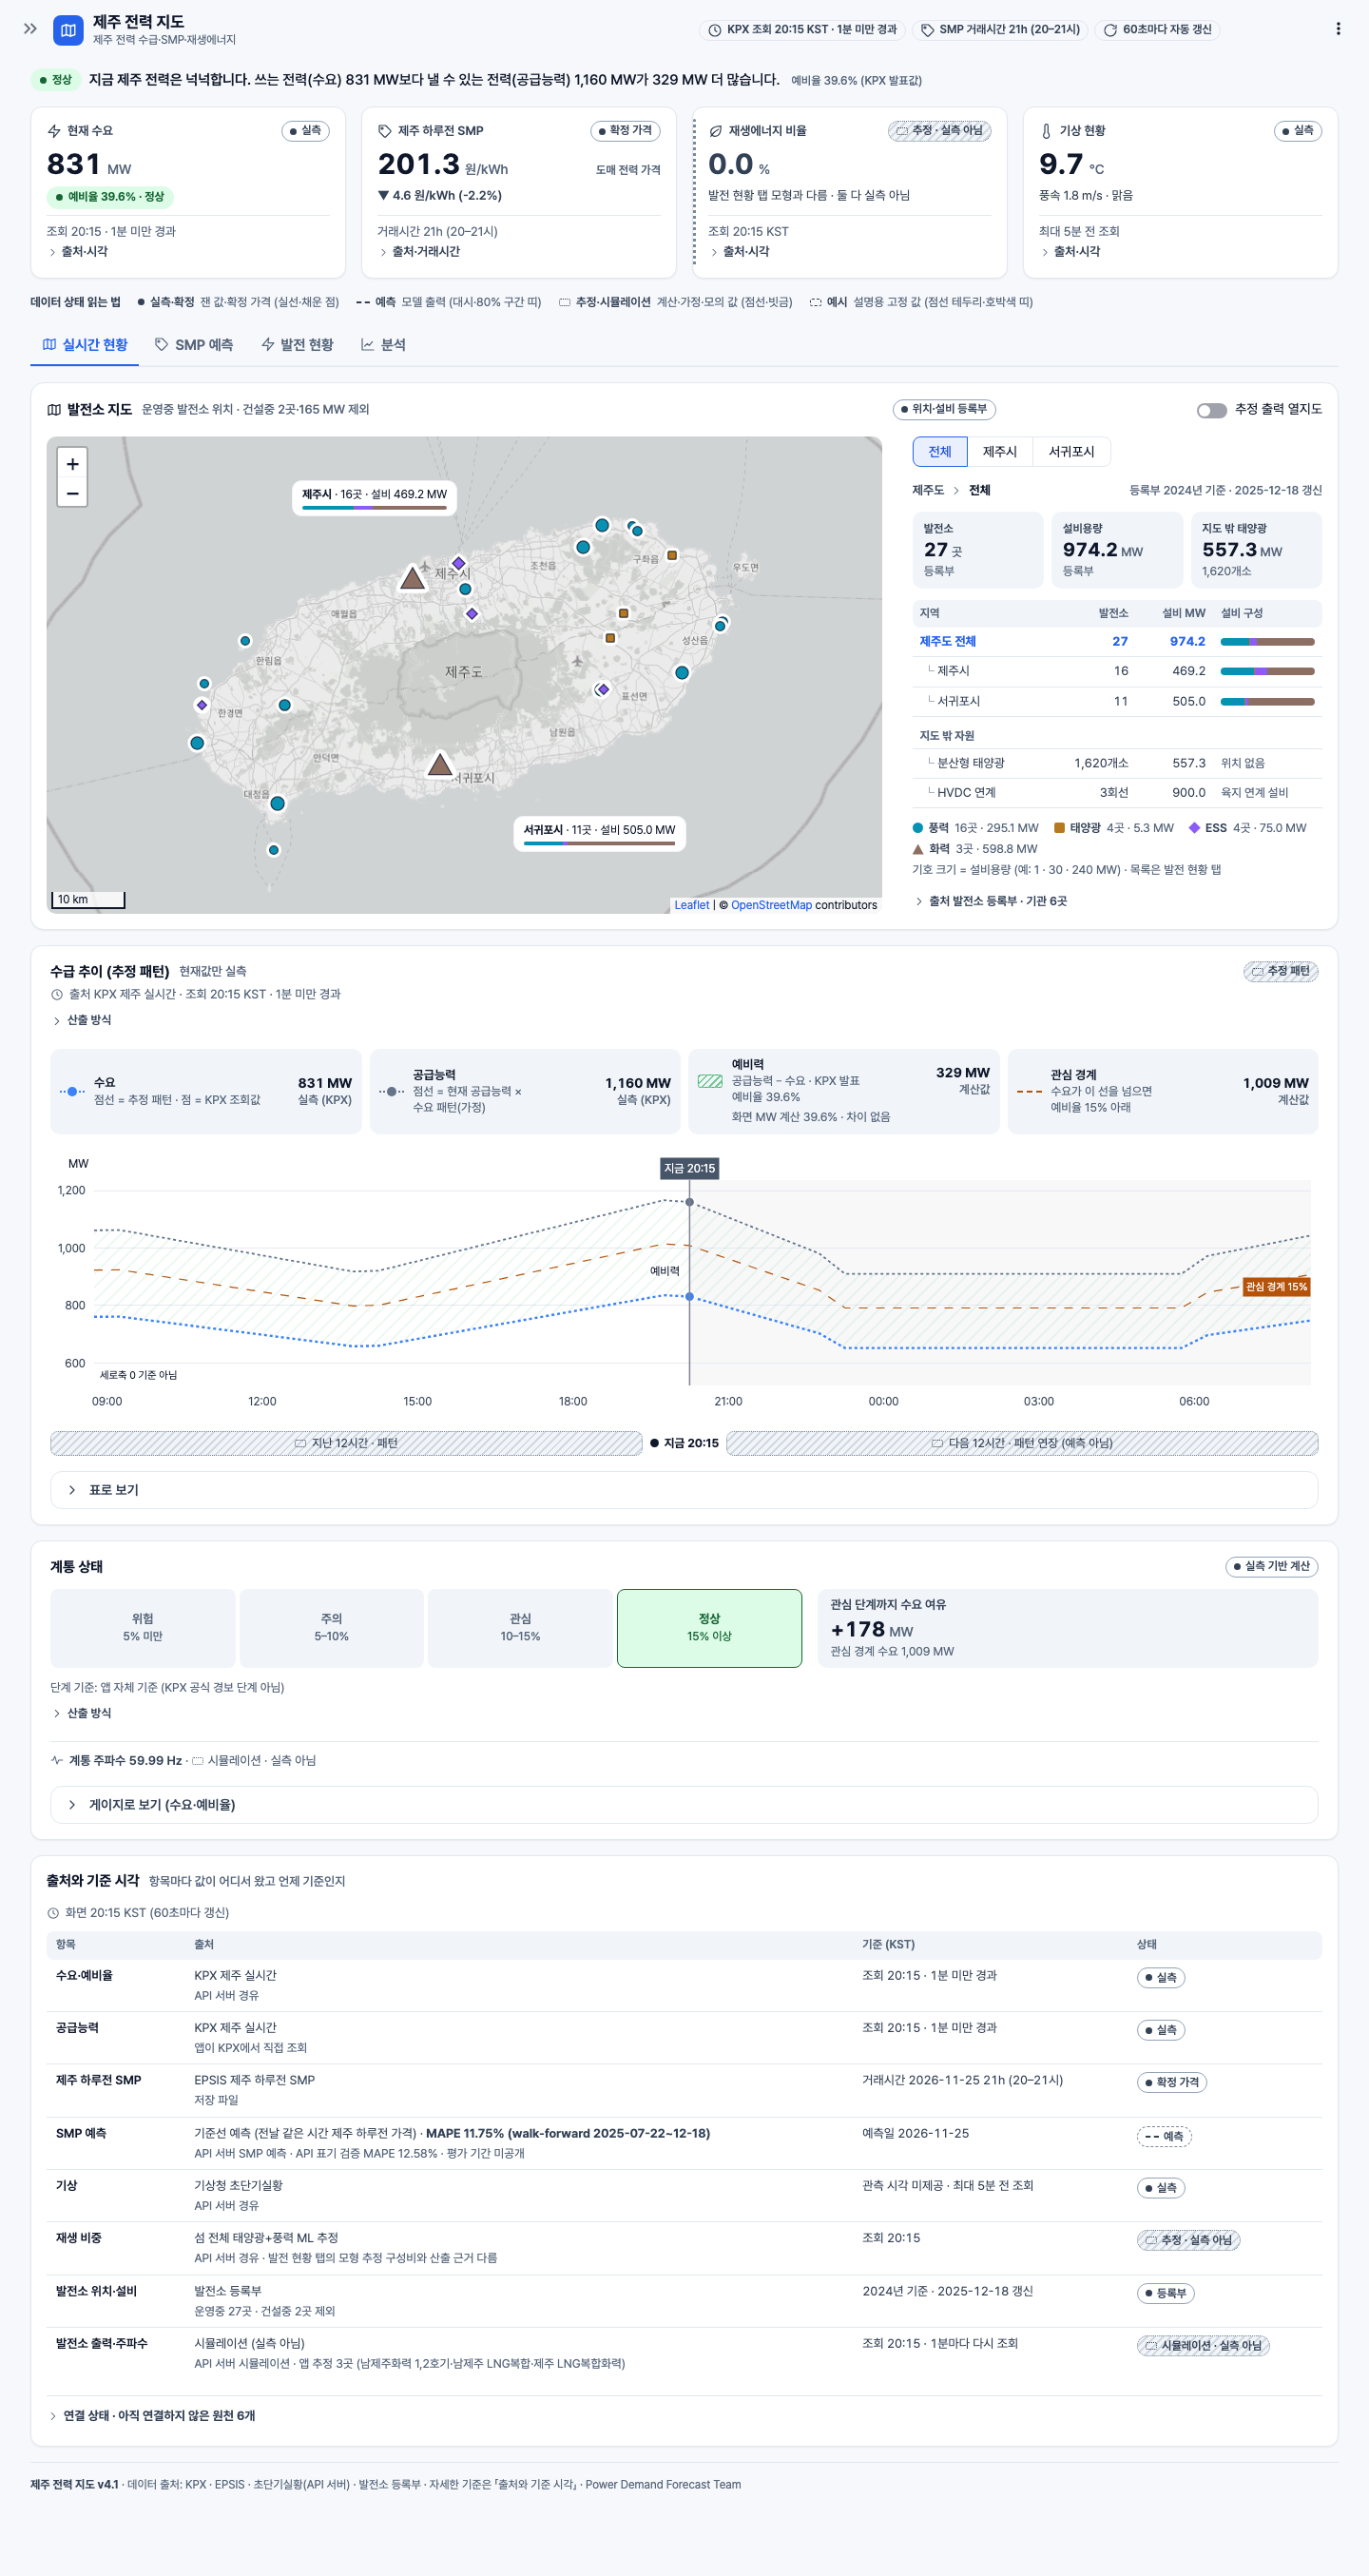 제주 전력 지도
제주 전력 수급·SMP·재생에너지
KPX 조회 20:15 KST · 1분 미만 경과
SMP 거래시간 21h (20–21시)
60초마다 자동 갱신
정상
지금 제주 전력은 넉넉합니다. 쓰는 전력(수요) 831 MW보다 낼 수 있는 전력(공급능력) 1,160 MW가 329 MW 더 많습니다.
예비율 39.6% (KPX 발표값)
현재 수요
실측
831 MW
예비율 39.6% · 정상
조회 20:15 · 1분 미만 경과
출처·시각
제주 하루전 SMP
확정 가격
201.3 원/kWh
도매 전력 가격
▼ 4.6 원/kWh (-2.2%)
거래시간 21h (20–21시)
출처·거래시간
재생에너지 비율
추정 · 실측 아님
0.0 %
발전 현황 탭 모형과 다름 · 둘 다 실측 아님
조회 20:15 KST
출처·시각
기상 현황
실측
9.7 °C
풍속 1.8 m/s · 맑음
최대 5분 전 조회
출처·시각
데이터 상태 읽는 법
실측·확정 잰 값·확정 가격 (실선·채운 점)
예측 모델 출력 (대시·80% 구간 띠)
추정·시뮬레이션 계산·가정·모의 값 (점선·빗금)
예시 설명용 고정 값 (점선 테두리·호박색 띠)
실시간 현황
SMP 예측
발전 현황
분석
발전소 지도 운영중 발전소 위치 · 건설중 2곳·165 MW 제외
위치·설비 등록부
추정 출력 열지도
+
−
제주시 · 16곳 · 설비 469.2 MW
제주시
조천읍
구좌읍
우도면
애월읍
한림읍
성산읍
제주도
표선면
한경면
남원읍
안덕면
서귀포시
대정읍
서귀포시 · 11곳 · 설비 505.0 MW
10 km
Leaflet | © OpenStreetMap contributors
전체
제주시
서귀포시
제주도 > 전체
등록부 2024년 기준 · 2025-12-18 갱신
발전소
27 곳
등록부
설비용량
974.2 MW
등록부
지도 밖 태양광
557.3 MW
1,620개소
지역 발전소 설비 MW 설비 구성
제주도 전체 27 974.2
└ 제주시 16 469.2
└ 서귀포시 11 505.0
지도 밖 자원
└ 분산형 태양광 1,620개소 557.3 위치 없음
└ HVDC 연계 3회선 900.0 육지 연계 설비
풍력 16곳 · 295.1 MW
태양광 4곳 · 5.3 MW
ESS 4곳 · 75.0 MW
화력 3곳 · 598.8 MW
기호 크기 = 설비용량 (예: 1 · 30 · 240 MW) · 목록은 발전 현황 탭
출처 발전소 등록부 · 기관 6곳
수급 추이 (추정 패턴) 현재값만 실측
추정 패턴
출처 KPX 제주 실시간 · 조회 20:15 KST · 1분 미만 경과
산출 방식
수요
점선 = 추정 패턴 · 점 = KPX 조회값
831 MW
실측 (KPX)
공급능력
점선 = 현재 공급능력 ×
수요 패턴(가정)
1,160 MW
실측 (KPX)
예비력
공급능력 − 수요 · KPX 발표
예비율 39.6%
화면 MW 계산 39.6% · 차이 없음
329 MW
계산값
관심 경계
수요가 이 선을 넘으면
예비율 15% 아래
1,009 MW
계산값
MW
지금 20:15
1,200
1,000
800
600
예비력
관심 경계 15%
세로축 0 기준 아님
09:00 12:00 15:00 18:00 21:00 00:00 03:00 06:00
지난 12시간 · 패턴
지금 20:15
다음 12시간 · 패턴 연장 (예측 아님)
표로 보기
계통 상태
실측 기반 계산
위험
5% 미만
주의
5–10%
관심
10–15%
정상
15% 이상
관심 단계까지 수요 여유
+178 MW
관심 경계 수요 1,009 MW
단계 기준: 앱 자체 기준 (KPX 공식 경보 단계 아님)
산출 방식
계통 주파수 59.99 Hz · 시뮬레이션 · 실측 아님
게이지로 보기 (수요·예비율)
출처와 기준 시각 항목마다 값이 어디서 왔고 언제 기준인지
화면 20:15 KST (60초마다 갱신)
항목 출처 기준 (KST) 상태
수요·예비율 KPX 제주 실시간 조회 20:15 · 1분 미만 경과 실측
API 서버 경유
공급능력 KPX 제주 실시간 조회 20:15 · 1분 미만 경과 실측
앱이 KPX에서 직접 조회
제주 하루전 SMP EPSIS 제주 하루전 SMP 거래시간 2026-11-25 21h (20–21시) 확정 가격
저장 파일
SMP 예측 기준선 예측 (전날 같은 시간 제주 하루전 가격) · MAPE 11.75% (walk-forward 2025-07-22~12-18) 예측일 2026-11-25 예측
API 서버 SMP 예측 · API 표기 검증 MAPE 12.58% · 평가 기간 미공개
기상 기상청 초단기실황 관측 시각 미제공 · 최대 5분 전 조회 실측
API 서버 경유
재생 비중 섬 전체 태양광+풍력 ML 추정 조회 20:15 추정 · 실측 아님
API 서버 경유 · 발전 현황 탭의 모형 추정 구성비와 산출 근거 다름
발전소 위치·설비 발전소 등록부 2024년 기준 · 2025-12-18 갱신 등록부
운영중 27곳 · 건설중 2곳 제외
발전소 출력·주파수 시뮬레이션 (실측 아님) 조회 20:15 · 1분마다 다시 조회 시뮬레이션 · 실측 아님
API 서버 시뮬레이션 · 앱 추정 3곳 (남제주화력 1,2호기·남제주 LNG복합·제주 LNG복합화력)
연결 상태 · 아직 연결하지 않은 원천 6개
제주 전력 지도 v4.1 · 데이터 출처: KPX · EPSIS · 초단기실황(API 서버) · 발전소 등록부 · 자세한 기준은 「출처와 기준 시각」 · Power Demand Forecast Team